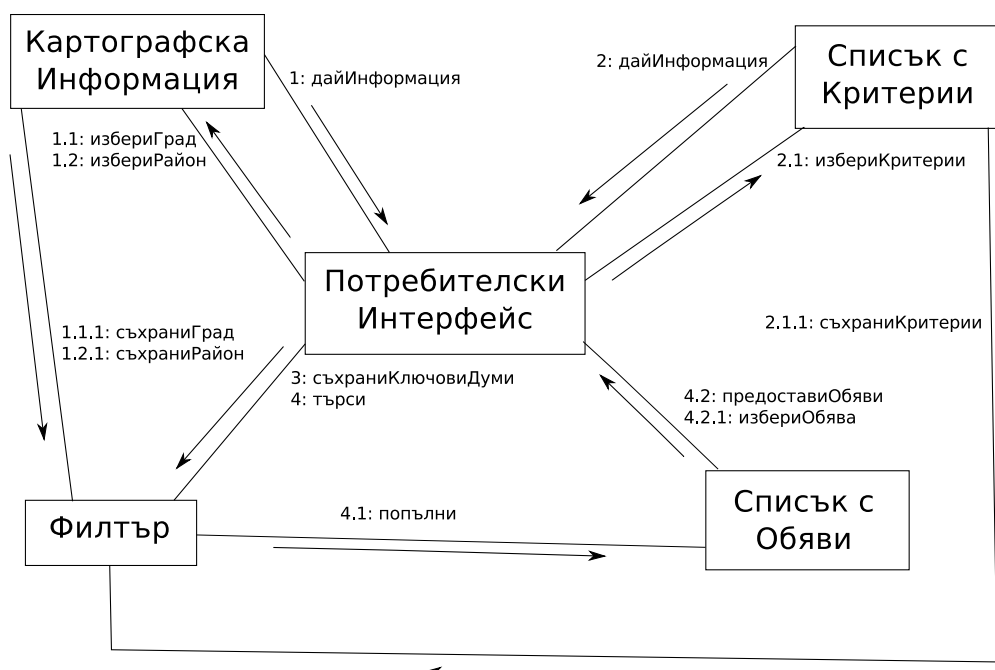 Картографска
Информация
Списък с
Критерии
1: дайИнформация
2: дайИнформация
1.1: избериГрад
1.2: избериРайон
2.1: избериКритерии
Потребителски
Интерфейс
1.1.1: съхраниГрад
1.2.1: съхраниРайон
2.1.1: съхраниКритерии
3: съхраниКлючовиДуми
4: търси
4.2: предоставиОбяви
4.2.1: избериОбява
Филтър
4.1: попълни
Списък с
Обяви